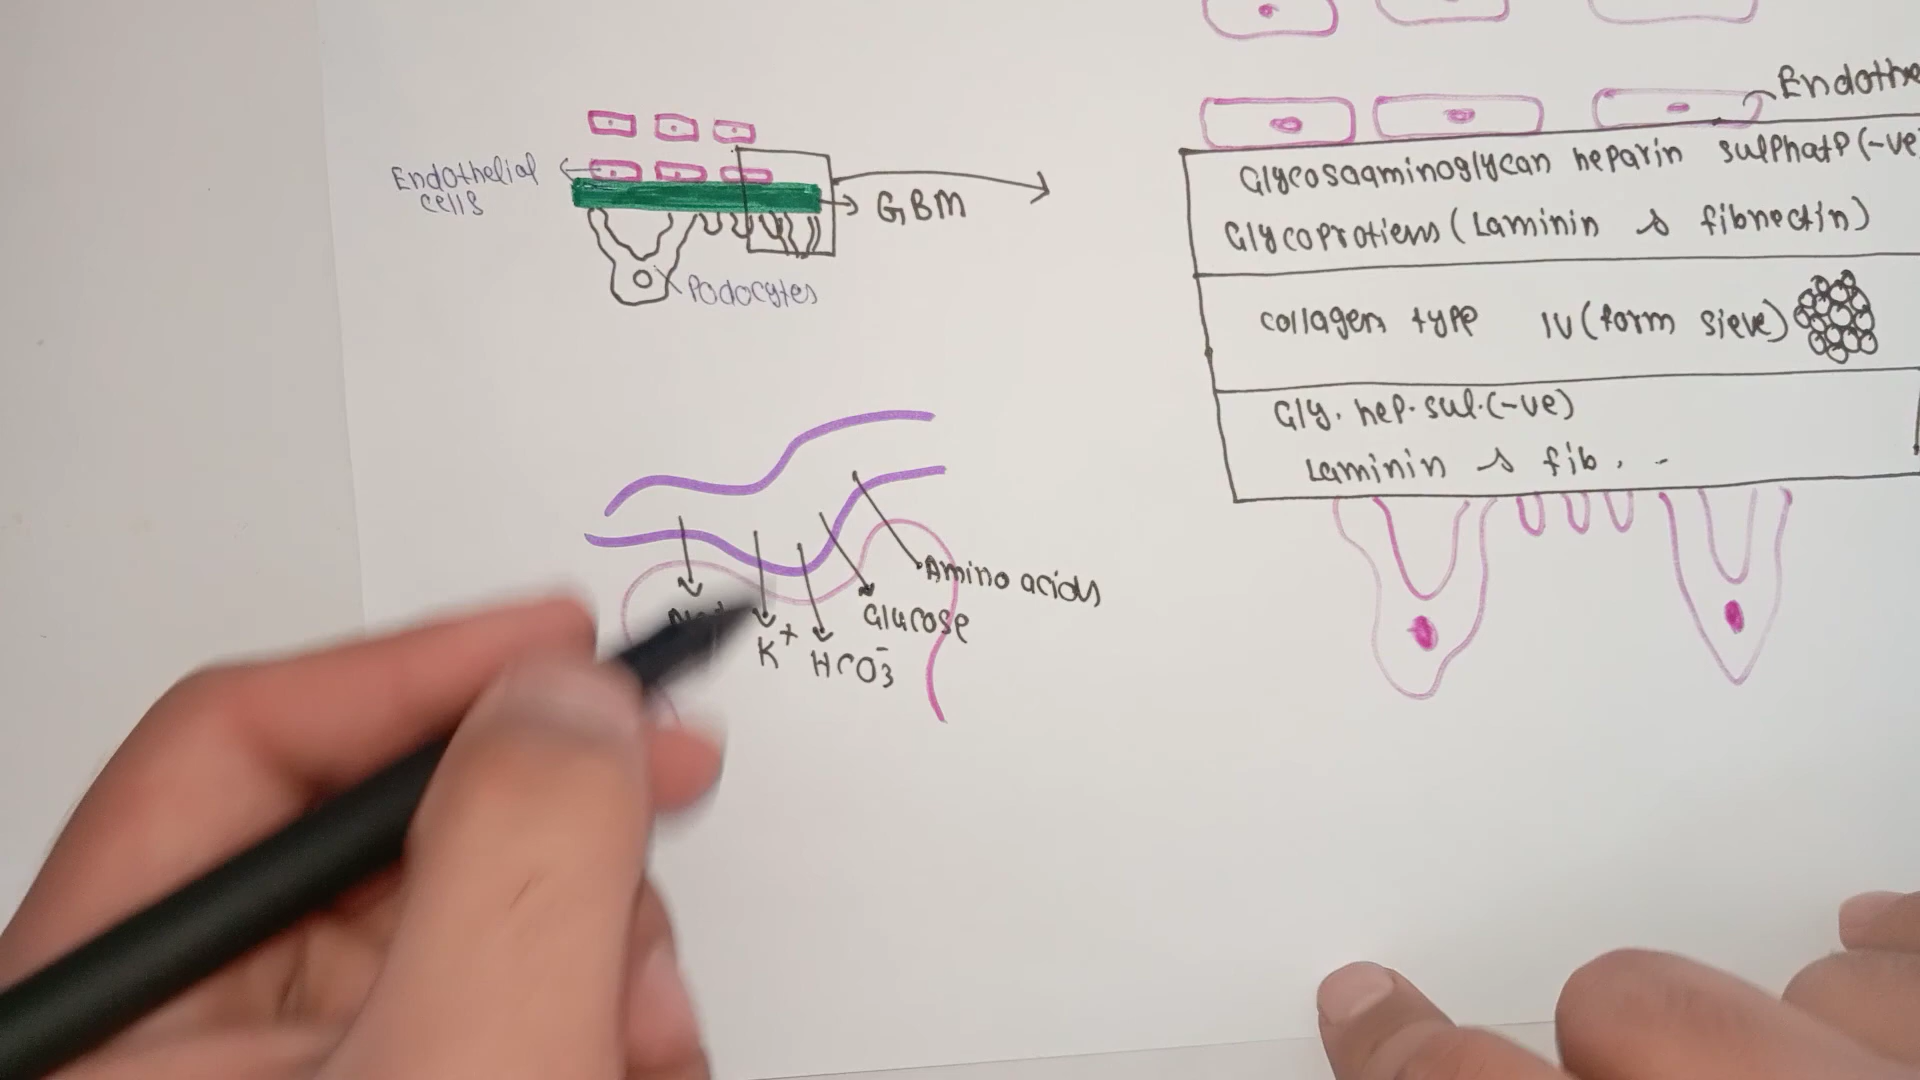 Endothelial
cells
GBM
Podocytes
Amino acids
Glucose
K+
HCO3-
Endothe
Glycosaaminoglycan heparin sulphate (-ve)
Glycoprotiens (Laminin & fibnectin)
collagen type IV (form sieve)
Gly. hep. sul. (-ve)
Laminin & fib. -